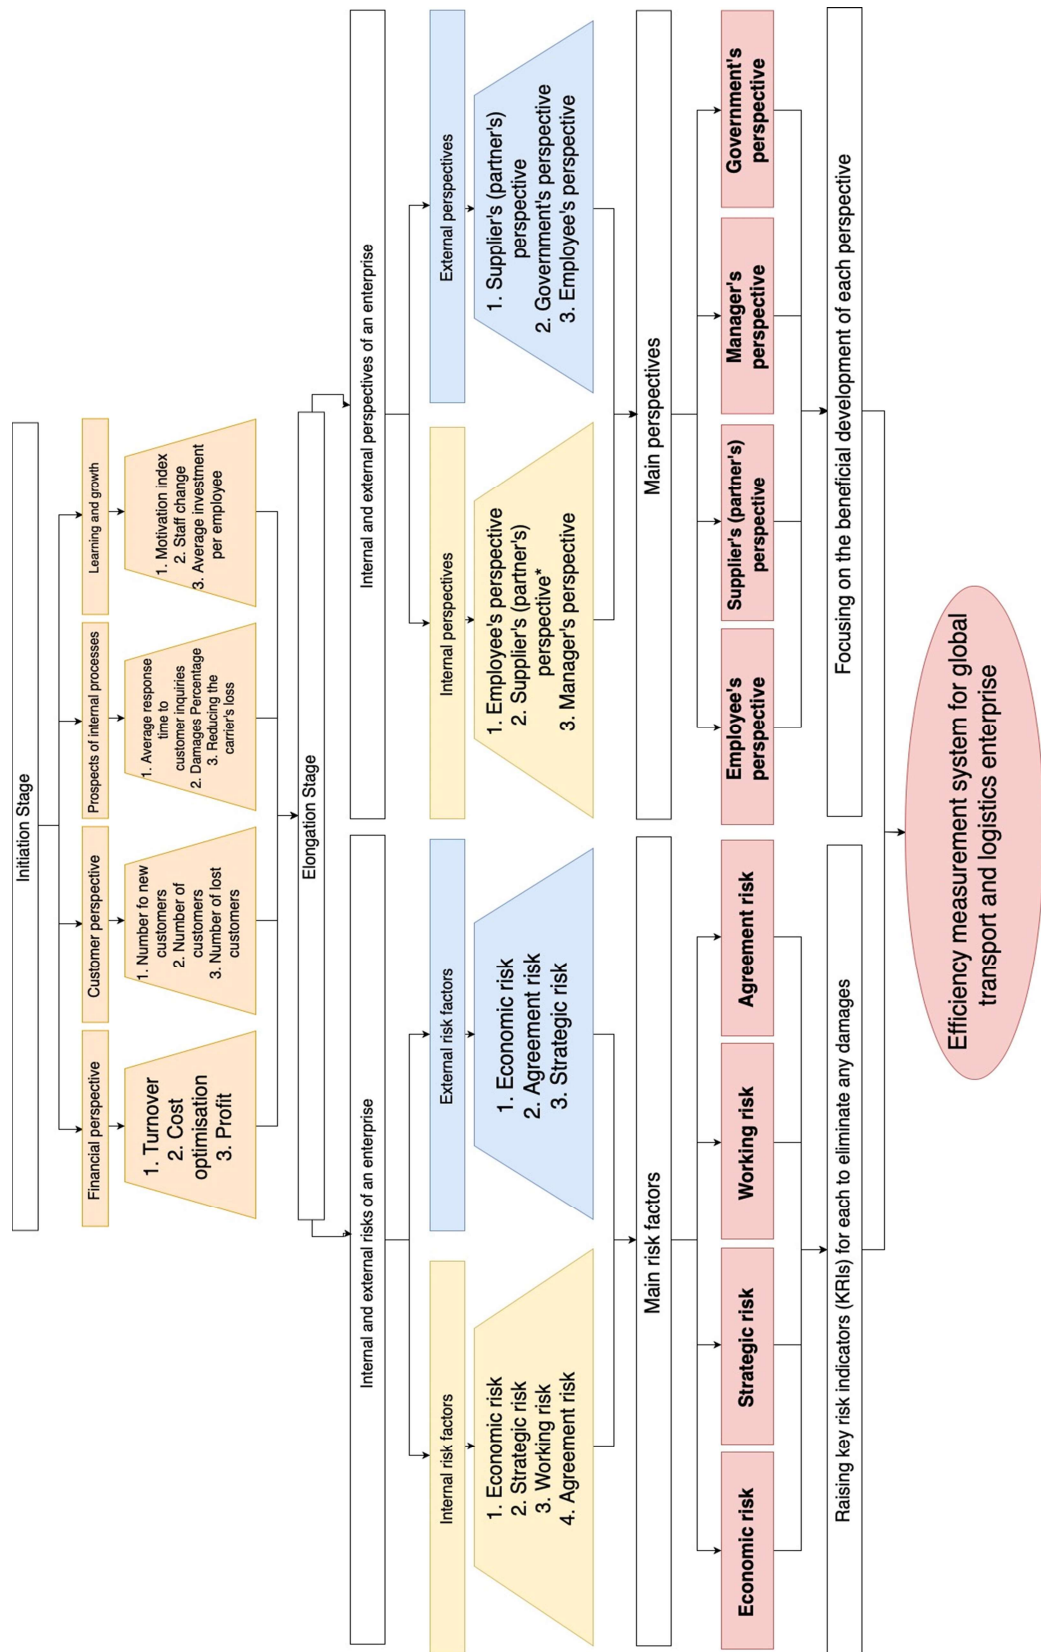 Initiation Stage
Financial perspective
Customer perspective
Prospects of internal processes
Learning and growth
1. Turnover
2. Cost
optimisation
3. Profit
1. Number fo new
customers
2. Number of
customers
3. Number of lost
customers
1. Average response
time to
customer inquiries
2. Damages Percentage
3. Reducing the
carrier's loss
1. Motivation index
2. Staff change
3. Average investment
per employee
Elongation Stage
Internal and external risks of an enterprise
Internal and external perspectives of an enterprise
Internal risk factors
External risk factors
Internal perspectives
External perspectives
1. Economic risk
2. Strategic risk
3. Working risk
4. Agreement risk
1. Economic risk
2. Agreement risk
3. Strategic risk
1. Employee's perspective
2. Supplier's (partner's)
perspective*
3. Manager's perspective
1. Supplier's (partner's)
perspective
2. Government's perspective
3. Employee's perspective
Main risk factors
Main perspectives
Economic risk
Strategic risk
Working risk
Agreement risk
Employee's
perspective
Supplier's (partner's)
perspective
Manager's
perspective
Government's
perspective
Raising key risk indicators (KRIs) for each to eliminate any damages
Focusing on the beneficial development of each perspective
Efficiency measurement system for global
transport and logistics enterprise